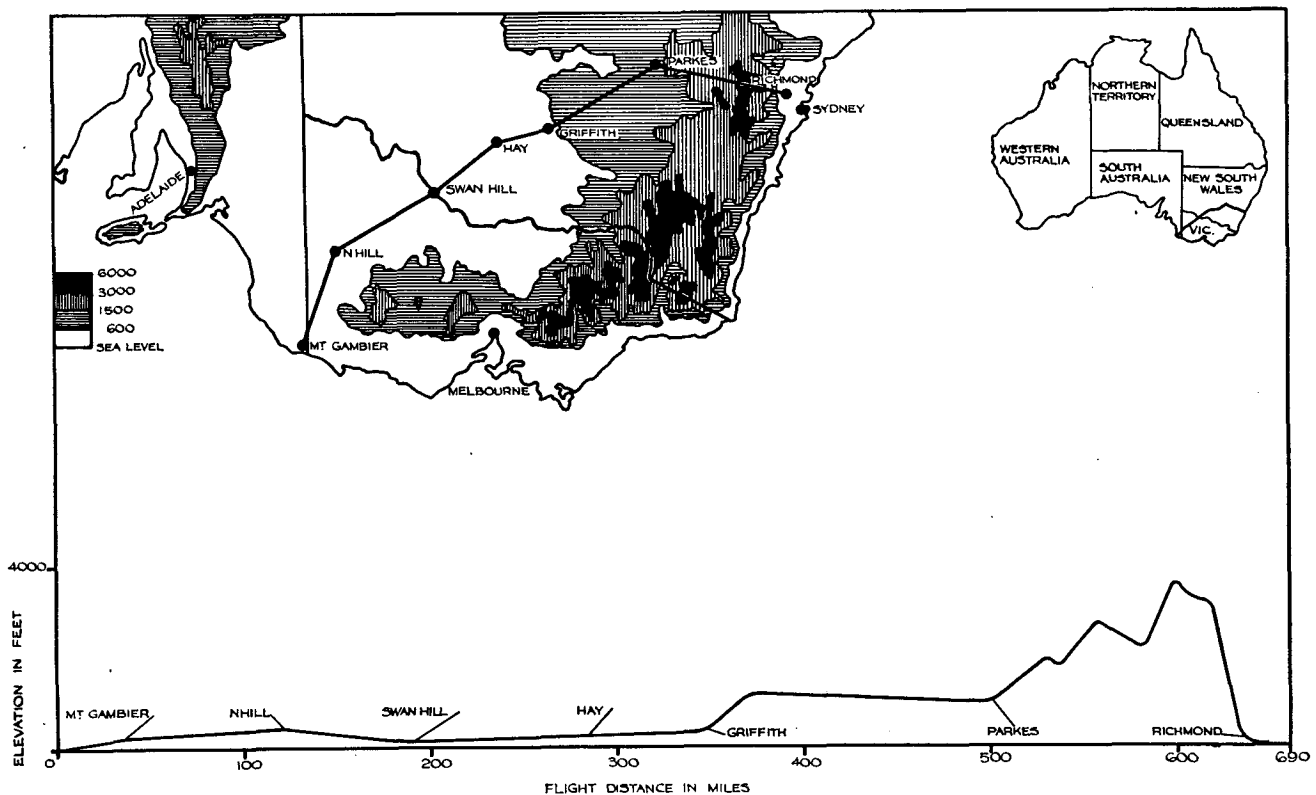 PARKES
RICHMOND
SYDNEY
GRIFFITH
HAY
SWAN HILL
ADELAIDE
NHILL
MT GAMBIER
MELBOURNE
6000
3000
1500
600
SEA LEVEL
NORTHERN
TERRITORY
QUEENSLAND
WESTERN
AUSTRALIA
SOUTH
AUSTRALIA
NEW SOUTH
WALES
VIC.
4000
ELEVATION IN FEET
MT GAMBIER
NHILL
SWAN HILL
HAY
GRIFFITH
PARKES
RICHMOND
0
100
200
300
400
500
600
690
FLIGHT DISTANCE IN MILES